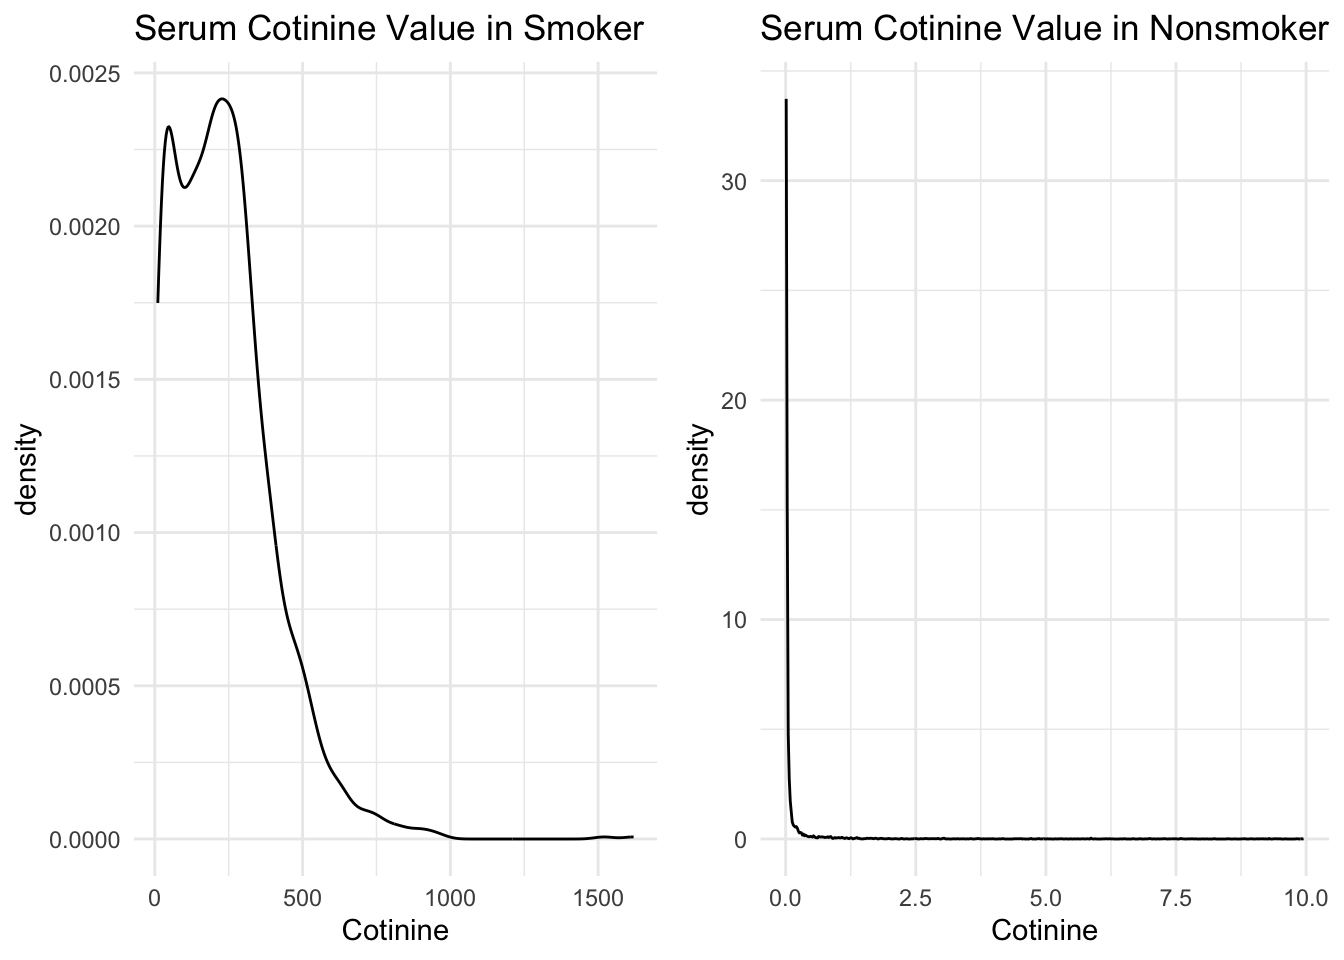 Serum Cotinine Value in Smoker
0.0025
0.0020
0.0015
0.0010
0.0005
0.0000
density
0 500 1000 1500
Cotinine
Serum Cotinine Value in Nonsmoker
30
20
10
0
density
0.0 2.5 5.0 7.5 10.0
Cotinine